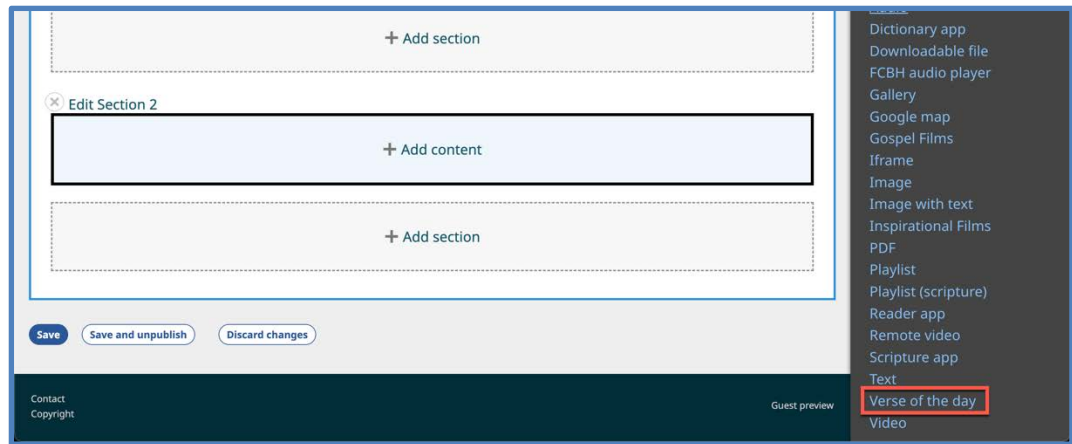 + Add section
Edit Section 2
+ Add content
+ Add section
Save
Save and unpublish
Discard changes
Contact
Copyright
Guest preview
Dictionary app
Downloadable file
FCBH audio player
Gallery
Google map
Gospel Films
Iframe
Image
Image with text
Inspirational Films
PDF
Playlist
Playlist (scripture)
Reader app
Remote video
Scripture app
Text
Verse of the day
Video